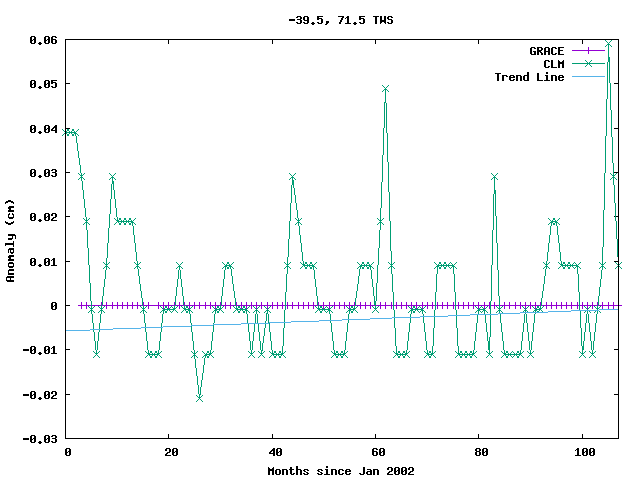 -39.5, 71.5 TWS
GRACE
CLM
Trend Line
0.06
0.05
0.04
0.03
0.02
0.01
0
-0.01
-0.02
-0.03
Anomaly (cm)
0 20 40 60 80 100
Months since Jan 2002